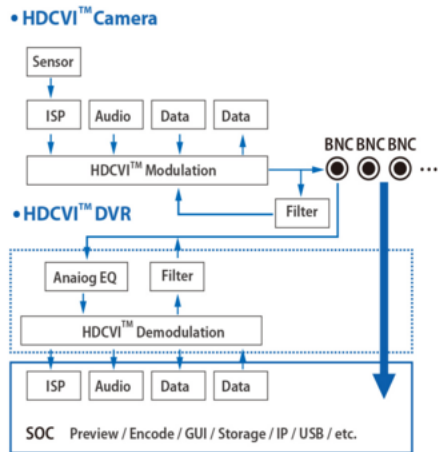 • HDCVI™ Camera
Sensor
ISP Audio Data Data
BNC BNC BNC
HDCVI™ Modulation
...
Filter
• HDCVI™ DVR
Anaiog EQ Filter
HDCVI™ Demodulation
ISP Audio Data Data
SOC Preview / Encode / GUI / Storage / IP / USB / etc.